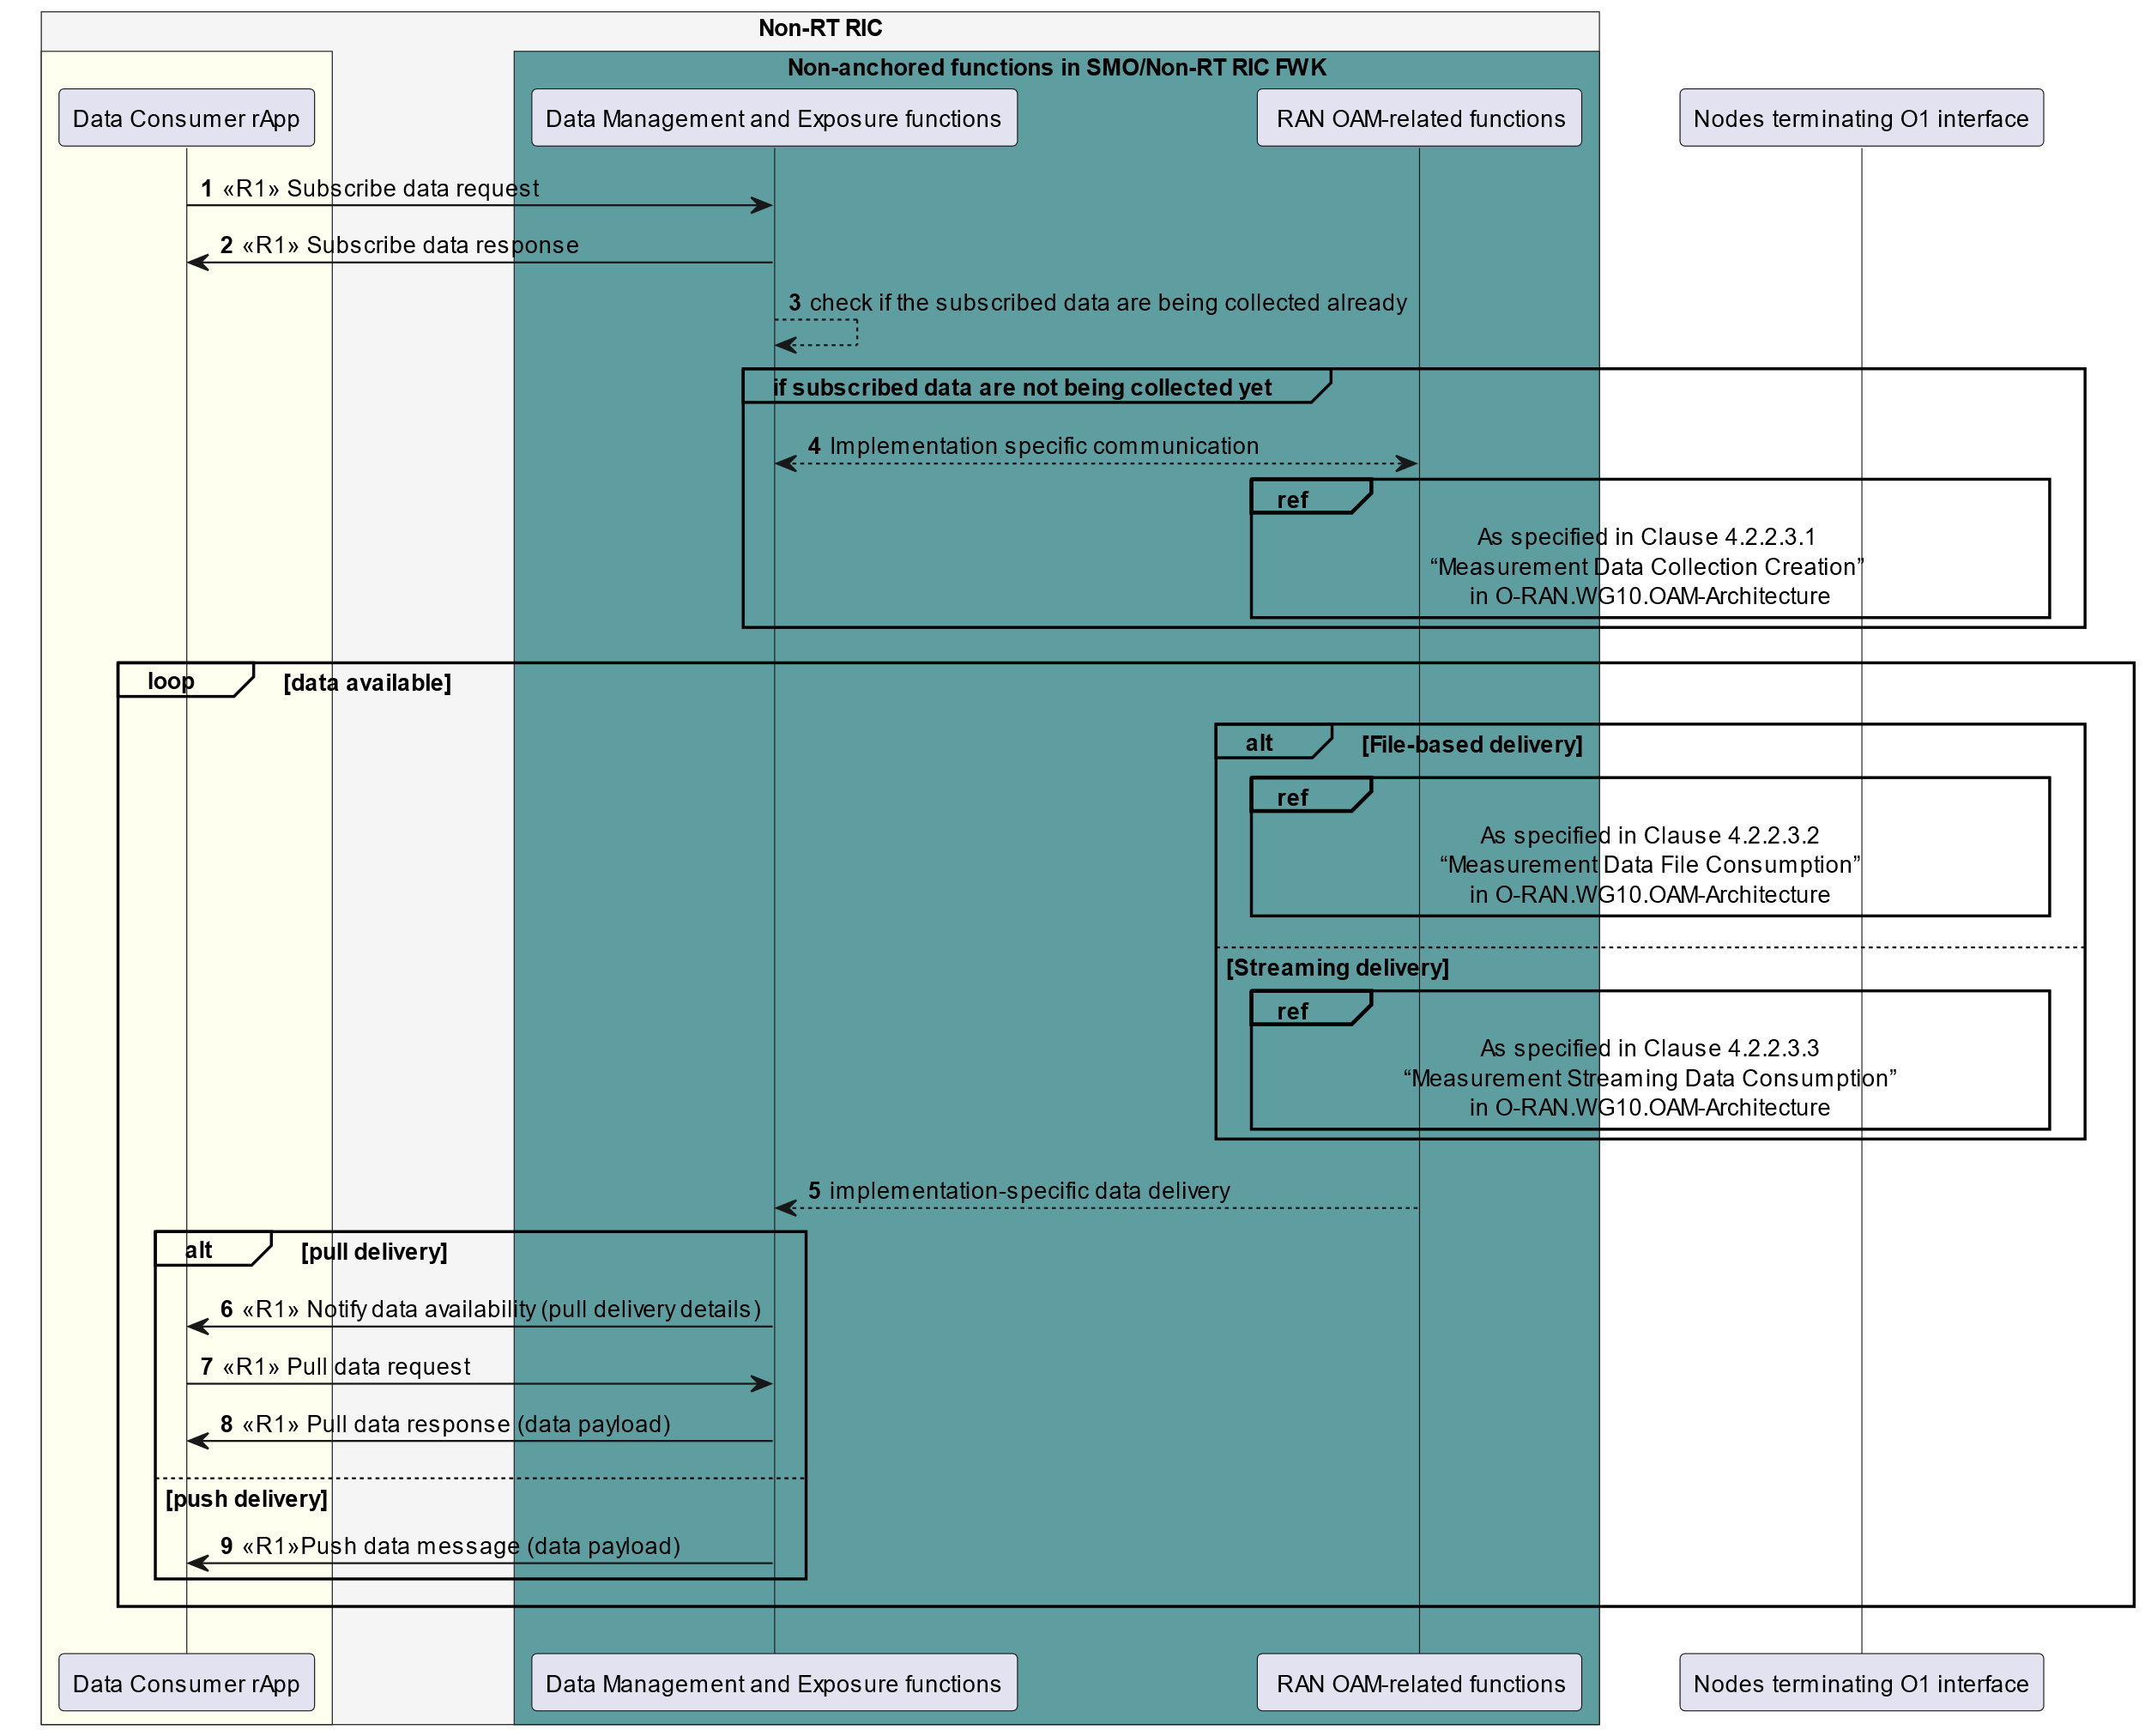 Non-RT RIC
Non-anchored functions in SMO/Non-RT RIC FWK
Data Consumer rApp
Data Management and Exposure functions
RAN OAM-related functions
Nodes terminating O1 interface
1 «R1» Subscribe data request
2 «R1» Subscribe data response
3 check if the subscribed data are being collected already
if subscribed data are not being collected yet
4 Implementation specific communication
ref
As specified in Clause 4.2.2.3.1
“Measurement Data Collection Creation”
in O-RAN.WG10.OAM-Architecture
loop [data available]
alt [File-based delivery]
ref
As specified in Clause 4.2.2.3.2
“Measurement Data File Consumption”
in O-RAN.WG10.OAM-Architecture
[Streaming delivery]
ref
As specified in Clause 4.2.2.3.3
“Measurement Streaming Data Consumption”
in O-RAN.WG10.OAM-Architecture
5 implementation-specific data delivery
alt [pull delivery]
6 «R1» Notify data availability (pull delivery details)
7 «R1» Pull data request
8 «R1» Pull data response (data payload)
[push delivery]
9 «R1»Push data message (data payload)
Data Consumer rApp
Data Management and Exposure functions
RAN OAM-related functions
Nodes terminating O1 interface